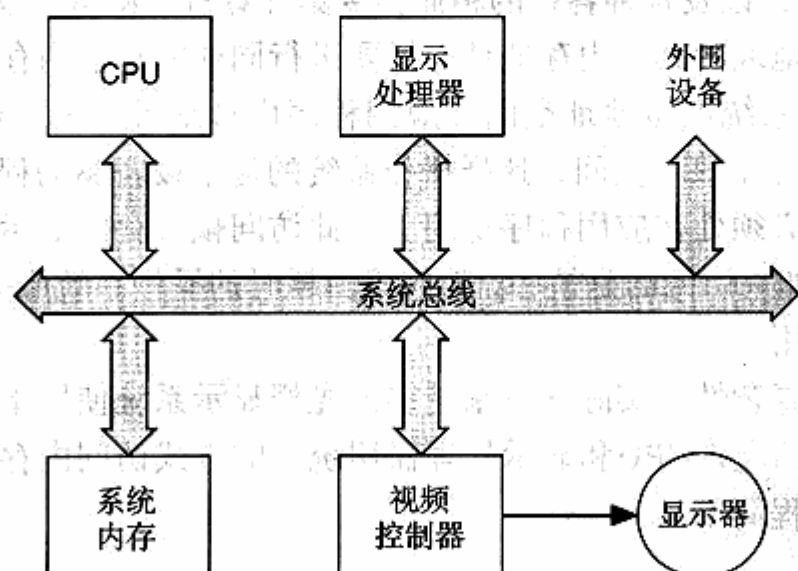 CPU
显示
处理器
外围
设备
系统总线
系统
内存
视频
控制器
显示器